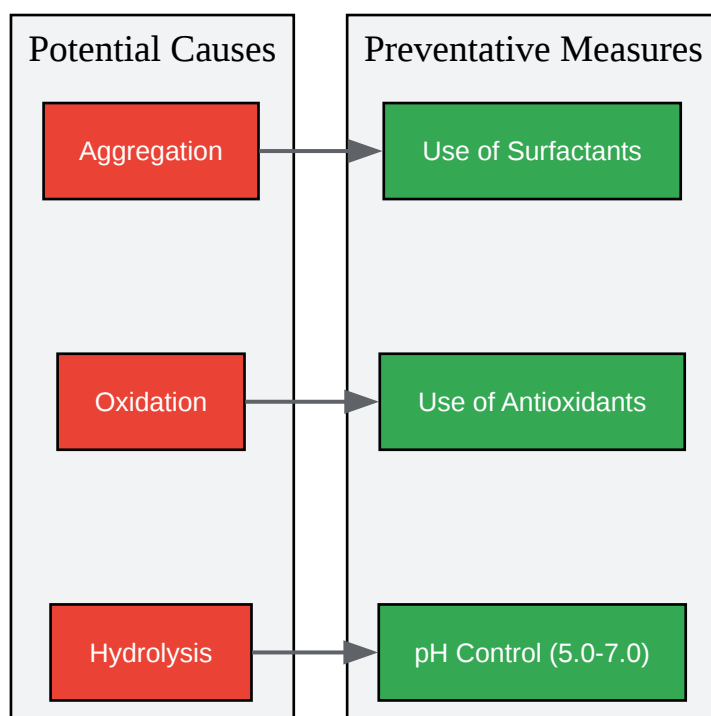 Potential Causes
Preventative Measures
Aggregation
Use of Surfactants
Oxidation
Use of Antioxidants
Hydrolysis
pH Control (5.0-7.0)